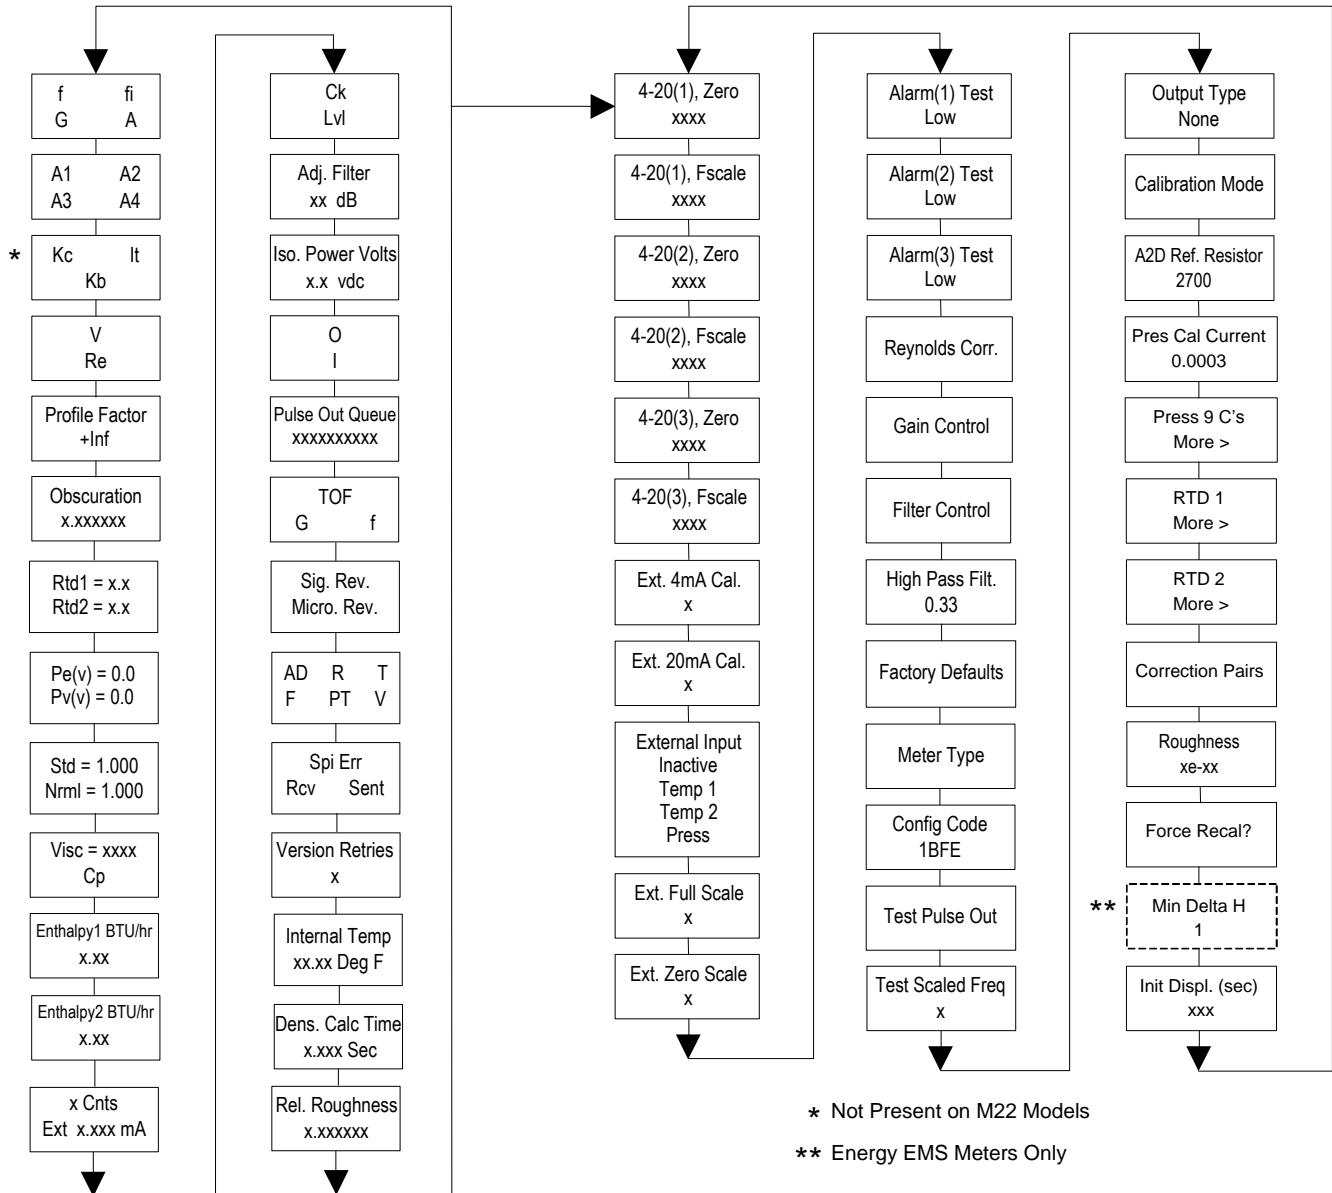 f fi
G A
A1 A2
A3 A4
*
Kc It
Kb
V
Re
Profile Factor
+Inf
Obscuration
x.xxxxxx
Rtd1 = x.x
Rtd2 = x.x
Pe(v) = 0.0
Pv(v) = 0.0
Std = 1.000
Nrml = 1.000
Visc = xxxx
Cp
Enthalpy1 BTU/hr
x.xx
Enthalpy2 BTU/hr
x.xx
x Cnts
Ext x.xxx mA
Ck
Lvl
Adj. Filter
xx dB
Iso. Power Volts
x.x vdc
O
I
Pulse Out Queue
xxxxxxxxxx
TOF
G f
Sig. Rev.
Micro. Rev.
AD R T
F PT V
Spi Err
Rcv Sent
Version Retries
x
Internal Temp
xx.xx Deg F
Dens. Calc Time
x.xxx Sec
Rel. Roughness
x.xxxxxx
4-20(1), Zero
xxxx
4-20(1), Fscale
xxxx
4-20(2), Zero
xxxx
4-20(2), Fscale
xxxx
4-20(3), Zero
xxxx
4-20(3), Fscale
xxxx
Ext. 4mA Cal.
x
Ext. 20mA Cal.
x
External Input
Inactive
Temp 1
Temp 2
Press
Ext. Full Scale
x
Ext. Zero Scale
x
Alarm(1) Test
Low
Alarm(2) Test
Low
Alarm(3) Test
Low
Reynolds Corr.
Gain Control
Filter Control
High Pass Filt.
0.33
Factory Defaults
Meter Type
Config Code
1BFE
Test Pulse Out
Test Scaled Freq
x
Output Type
None
Calibration Mode
A2D Ref. Resistor
2700
Pres Cal Current
0.0003
Press 9 C's
More >
RTD 1
More >
RTD 2
More >
Correction Pairs
Roughness
xe-xx
Force Recal?
**
Min Delta H
1
Init Displ. (sec)
xxx
* Not Present on M22 Models
** Energy EMS Meters Only